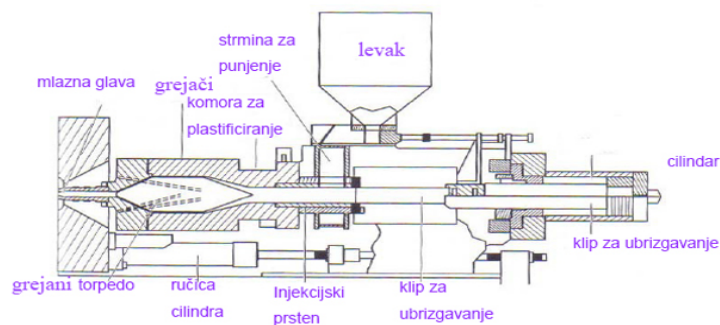 strmina za
punjenje
levak
mlazna glava
grejači
komora za
plastificiranje
cilindar
klip za ubrizgavanje
grejani torpedo
ručica
cilindra
Injekcijski
prsten
klip za
ubrizgavanje